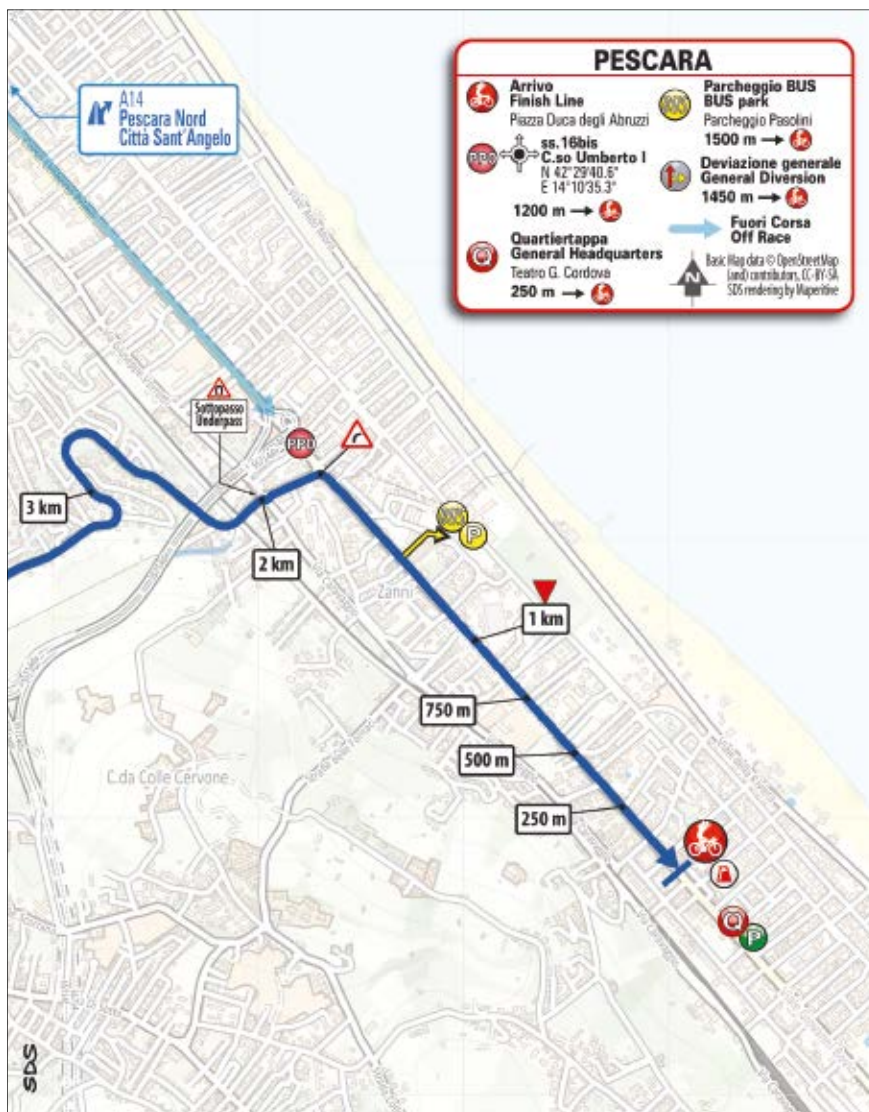 PESCARA
Arrivo
Finish Line
Piazza Duca degli Abruzzi
PPO
ss.16bis
C.so Umberto I
N 42°29'40.6"
E 14°10'35.3"
1200 m
Quartiertappa
General Headquarters
Teatro G. Cordova
250 m
Parcheggio BUS
BUS park
Parcheggio Pasolini
1500 m
Deviazione generale
General Diversion
1450 m
Fuori Corsa
Off Race
N
Basic Map data © OpenStreetMap
(and) contributors, CC-BY-SA,
SDS rendering by Maperitive
A14
Pescara Nord
Città Sant'Angelo
Sottopasso
Underpass
PPO
3 km
2 km
P
Zanni
1 km
750 m
500 m
C.da Colle Cervone
250 m
Q
P
SDS